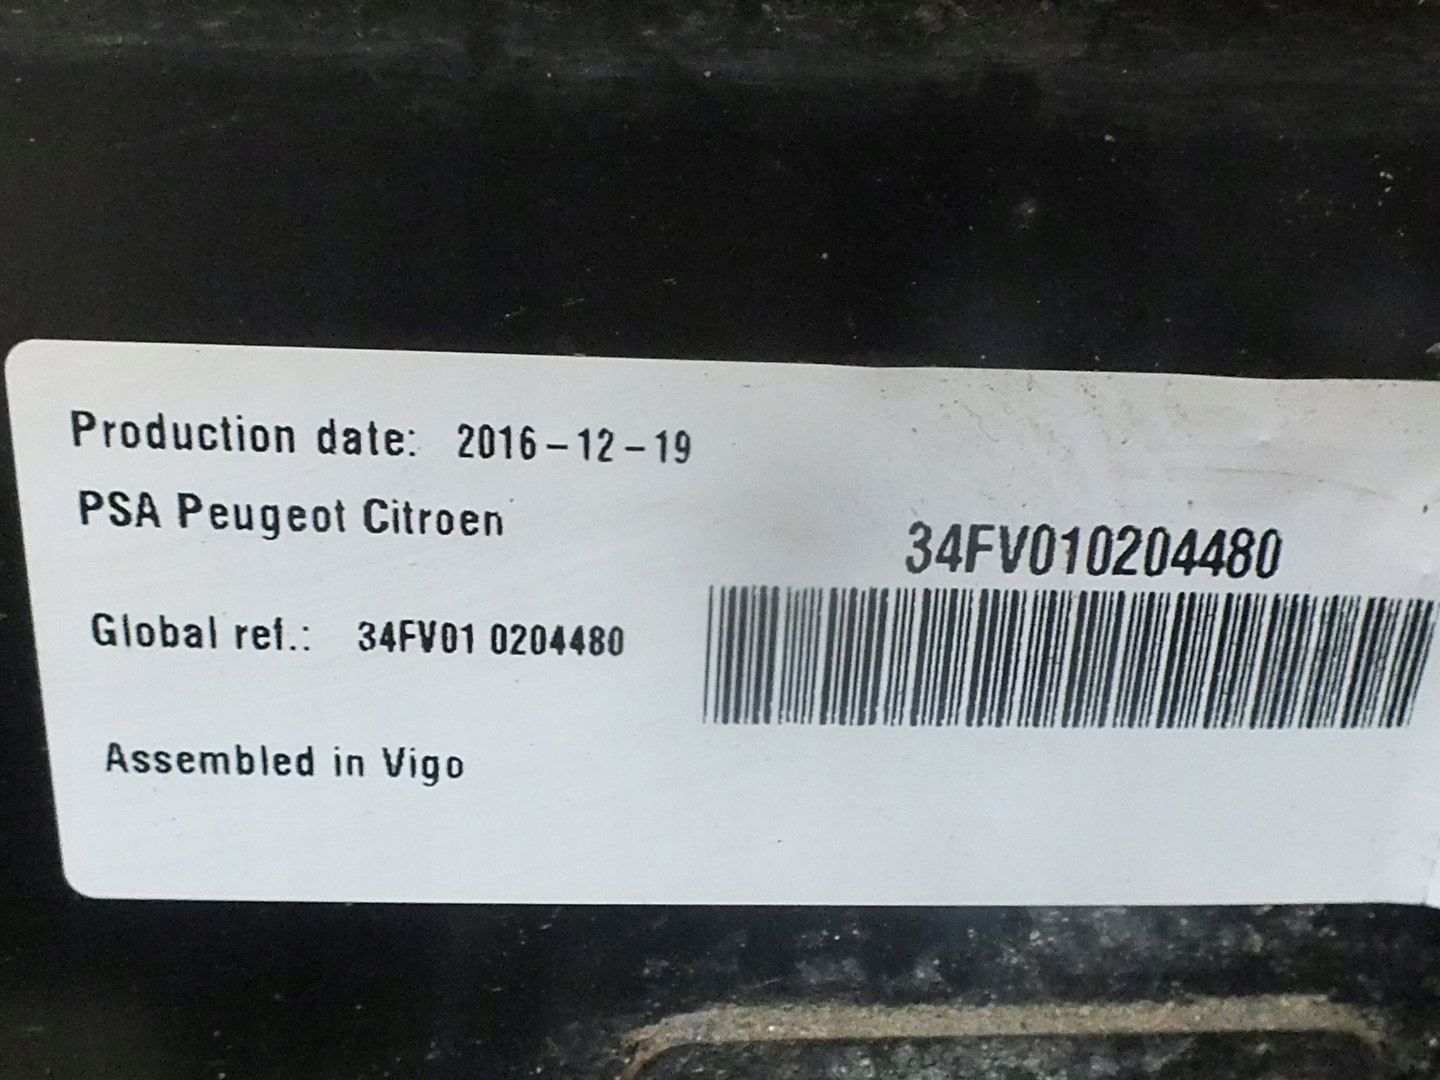 Production date: 2016-12-19
PSA Peugeot Citroen
34FV010204480
Global ref.: 34FV01 0204480
Assembled in Vigo